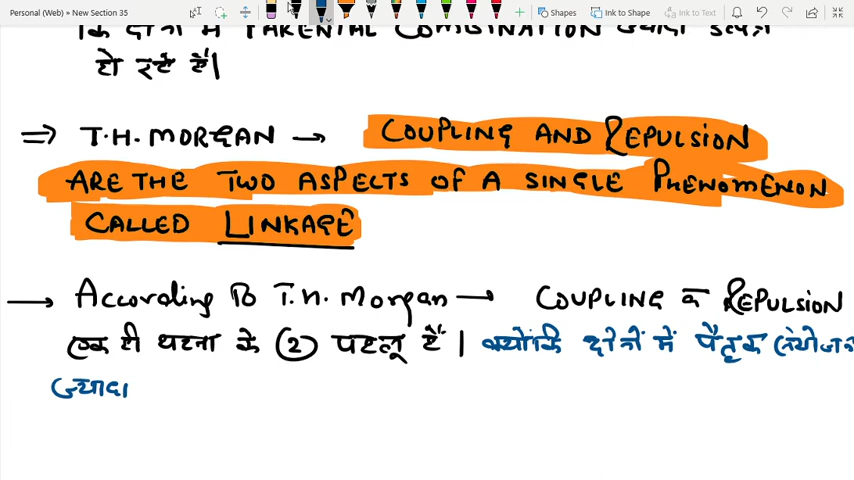 Personal (Web) » New Section 35
Shapes Ink to Shape Ink to Text
कि दोनों में PARENTAL COMBINATION ज्यादा
हो रहे हैं।
⇒ T.H. MORGAN → COUPLING AND REPULSION
ARE THE TWO ASPECTS OF A SINGLE PHENOMENON
CALLED LINKAGE
→ According To T.H. Morgan → COUPLING व REPULSION
एक ही घटना के (2) पहलू हैं। क्योंकि दोनों में पैतृक संयोजन
ज्यादा